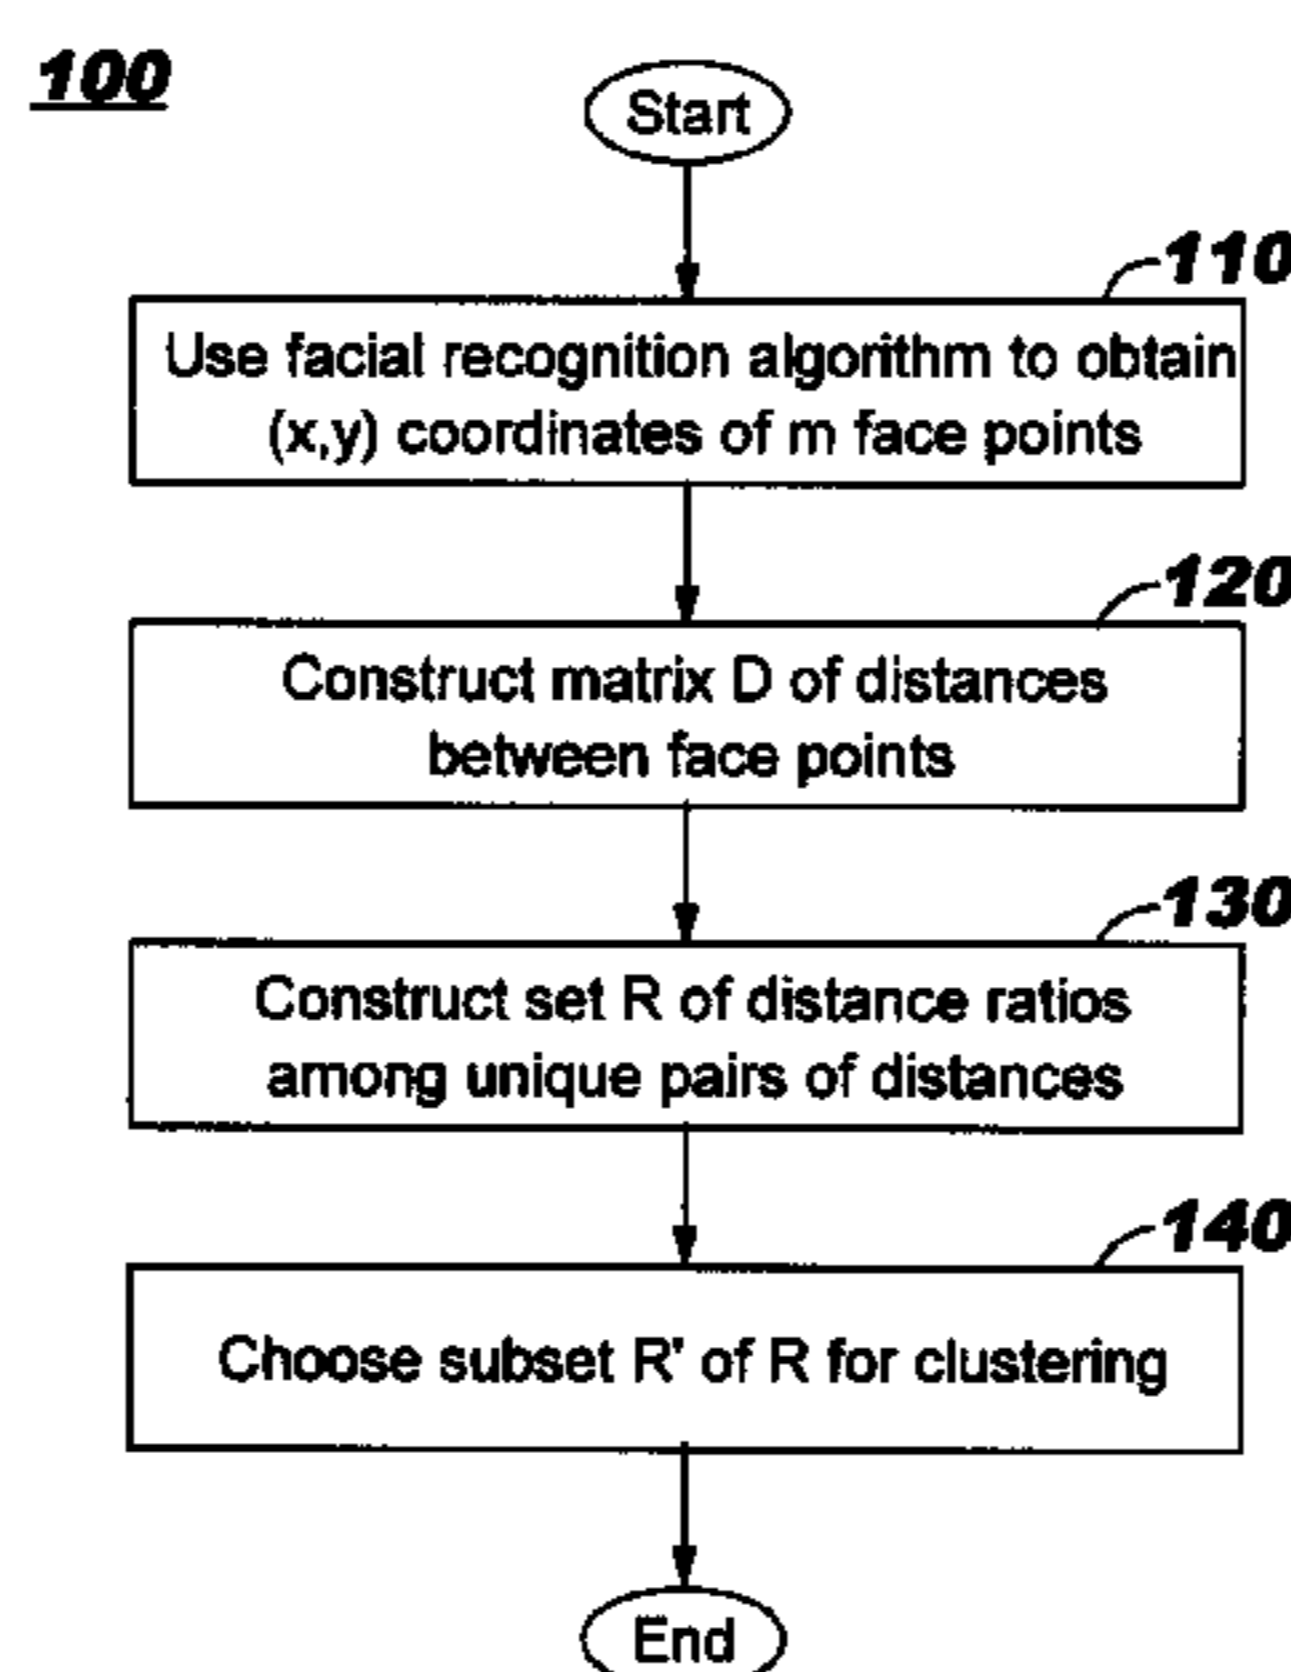 100
Start
110
Use facial recognition algorithm to obtain
(x,y) coordinates of m face points
120
Construct matrix D of distances
between face points
130
Construct set R of distance ratios
among unique pairs of distances
140
Choose subset R' of R for clustering
End